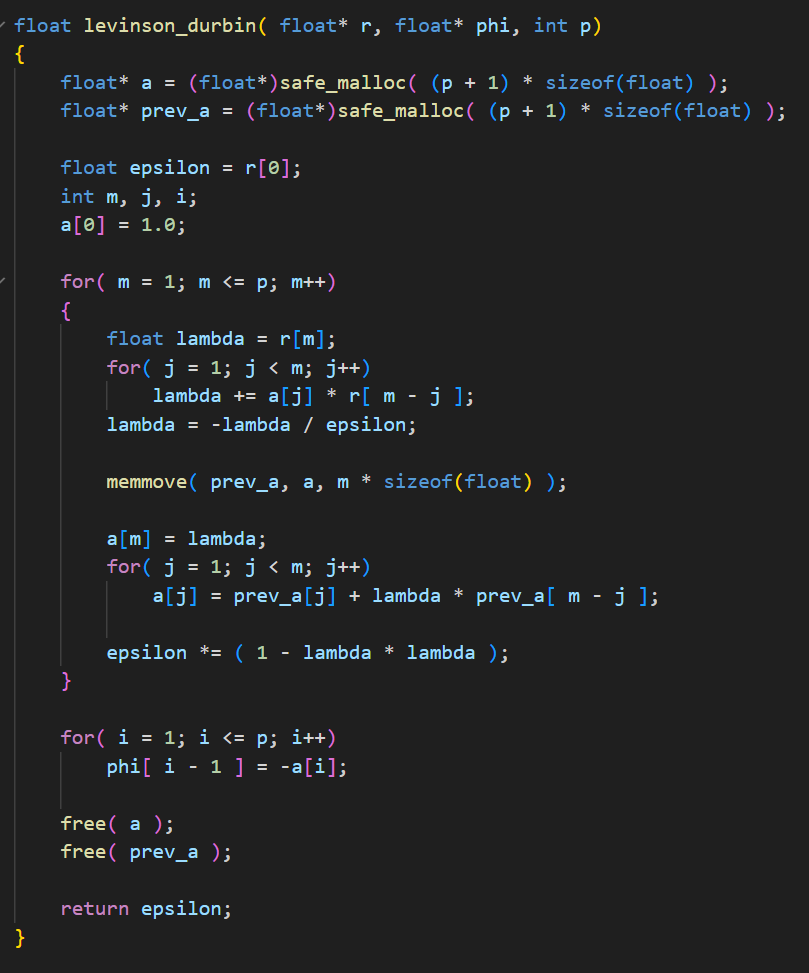 float levinson_durbin( float* r, float* phi, int p)
{
    float* a = (float*)safe_malloc( (p + 1) * sizeof(float) );
    float* prev_a = (float*)safe_malloc( (p + 1) * sizeof(float) );
    float epsilon = r[0];
    int m, j, i;
    a[0] = 1.0;
    for( m = 1; m <= p; m++)
    {
        float lambda = r[m];
        for( j = 1; j < m; j++)
            lambda += a[j] * r[ m - j ];
        lambda = -lambda / epsilon;
        memmove( prev_a, a, m * sizeof(float) );
        a[m] = lambda;
        for( j = 1; j < m; j++)
            a[j] = prev_a[j] + lambda * prev_a[ m - j ];
        epsilon *= ( 1 - lambda * lambda );
    }
    for( i = 1; i <= p; i++)
        phi[ i - 1 ] = -a[i];
    free( a );
    free( prev_a );
    return epsilon;
}